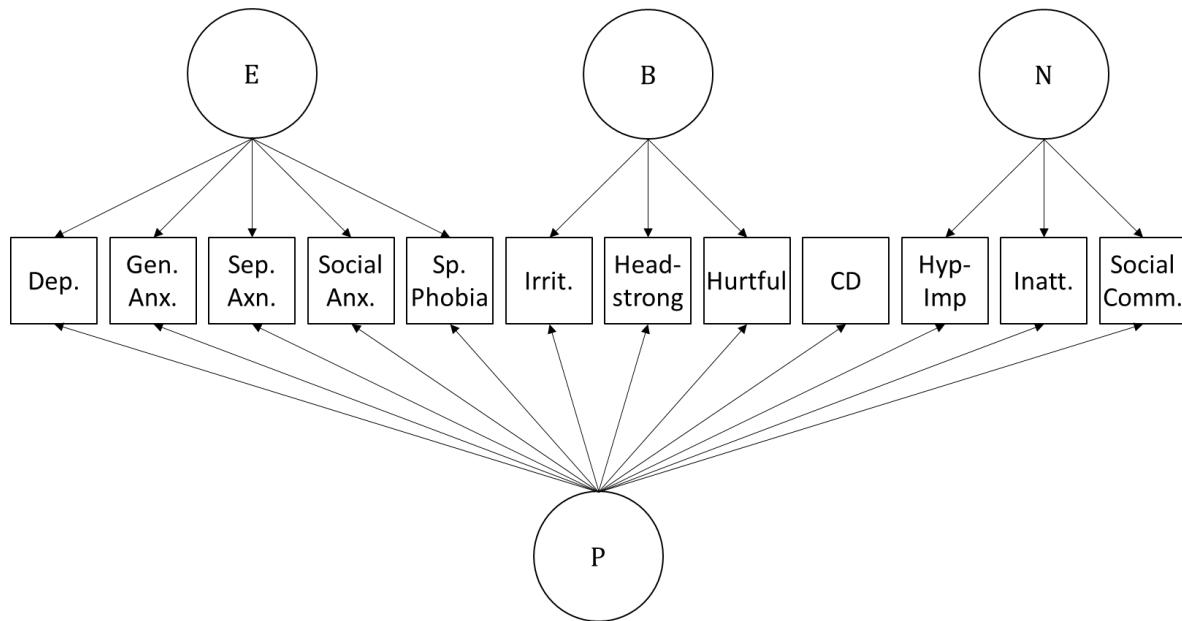 E
B
N
Dep.
Gen.
Anx.
Sep.
Axn.
Social
Anx.
Sp.
Phobia
Irrit.
Head-
strong
Hurtful
CD
Hyp-
Imp
Inatt.
Social
Comm.
P